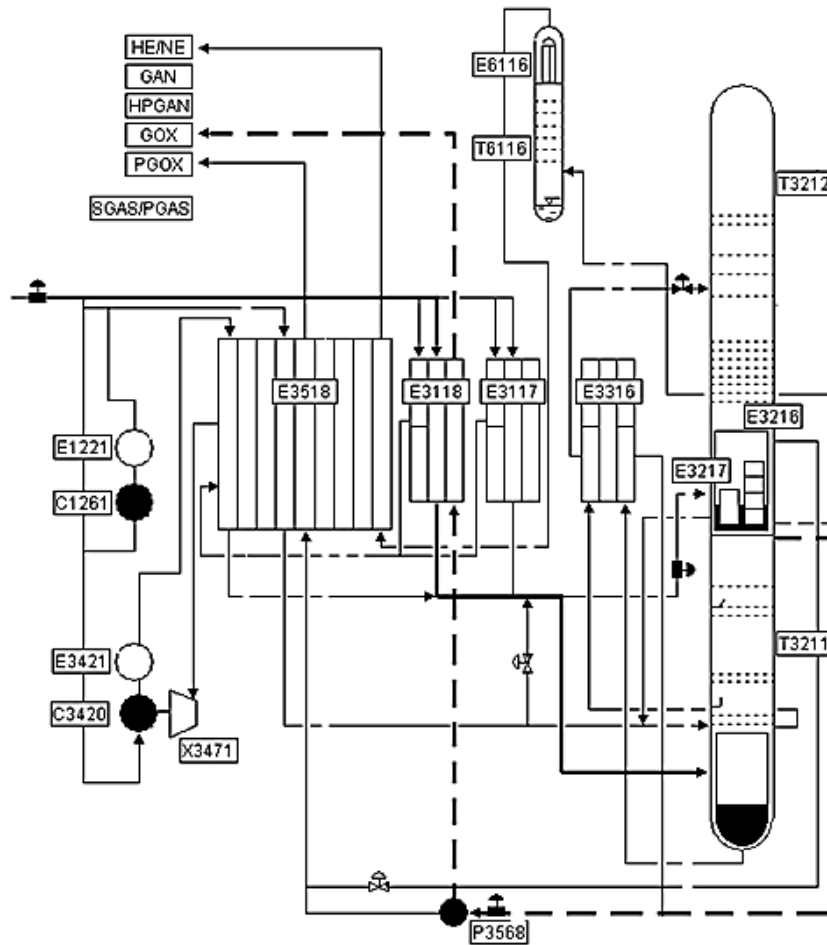 HE/NE
GAN
HPGAN
GOX
PGOX
SGAS/PGAS
E6116
T6116
T3212
E3518
E3118
E3117
E3316
E3216
E3217
E1221
C1261
E3421
C3420
X3471
T3211
P3568